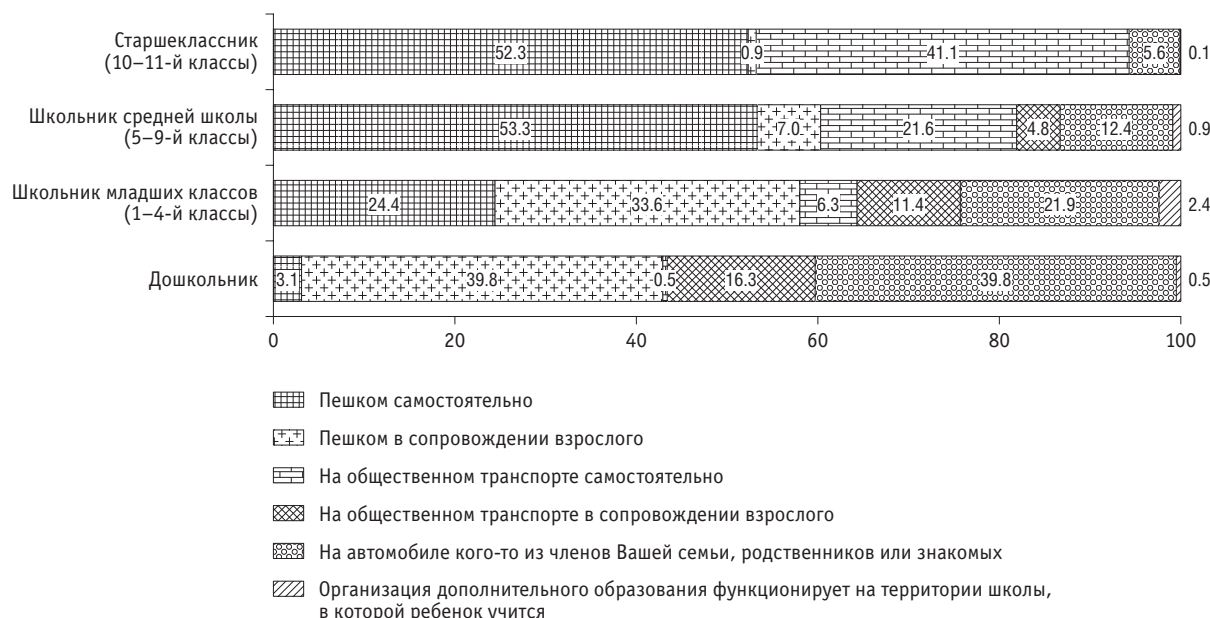 Старшеклассник
(10–11-й классы)
52.3 0.9 41.1 5.6 0.1
Школьник средней школы
(5–9-й классы)
53.3 7.0 21.6 4.8 12.4 0.9
Школьник младших классов
(1–4-й классы)
24.4 33.6 6.3 11.4 21.9 2.4
Дошкольник
3.1 39.8 0.5 16.3 39.8 0.5
0 20 40 60 80 100
Пешком самостоятельно
Пешком в сопровождении взрослого
На общественном транспорте самостоятельно
На общественном транспорте в сопровождении взрослого
На автомобиле кого-то из членов Вашей семьи, родственников или знакомых
Организация дополнительного образования функционирует на территории школы,
в которой ребенок учится